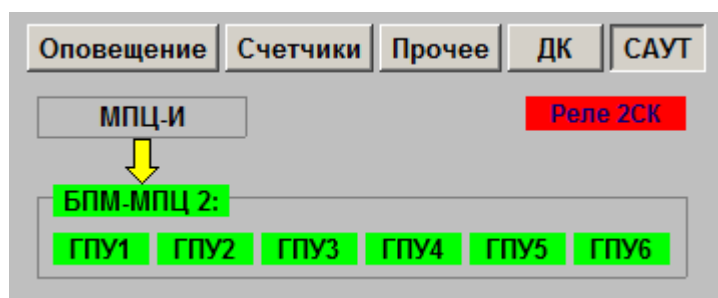 Оповещение Счетчики Прочее ДК САУТ
МПЦ-И Реле 2СК
БПМ-МПЦ 2:
ГПУ1 ГПУ2 ГПУ3 ГПУ4 ГПУ5 ГПУ6